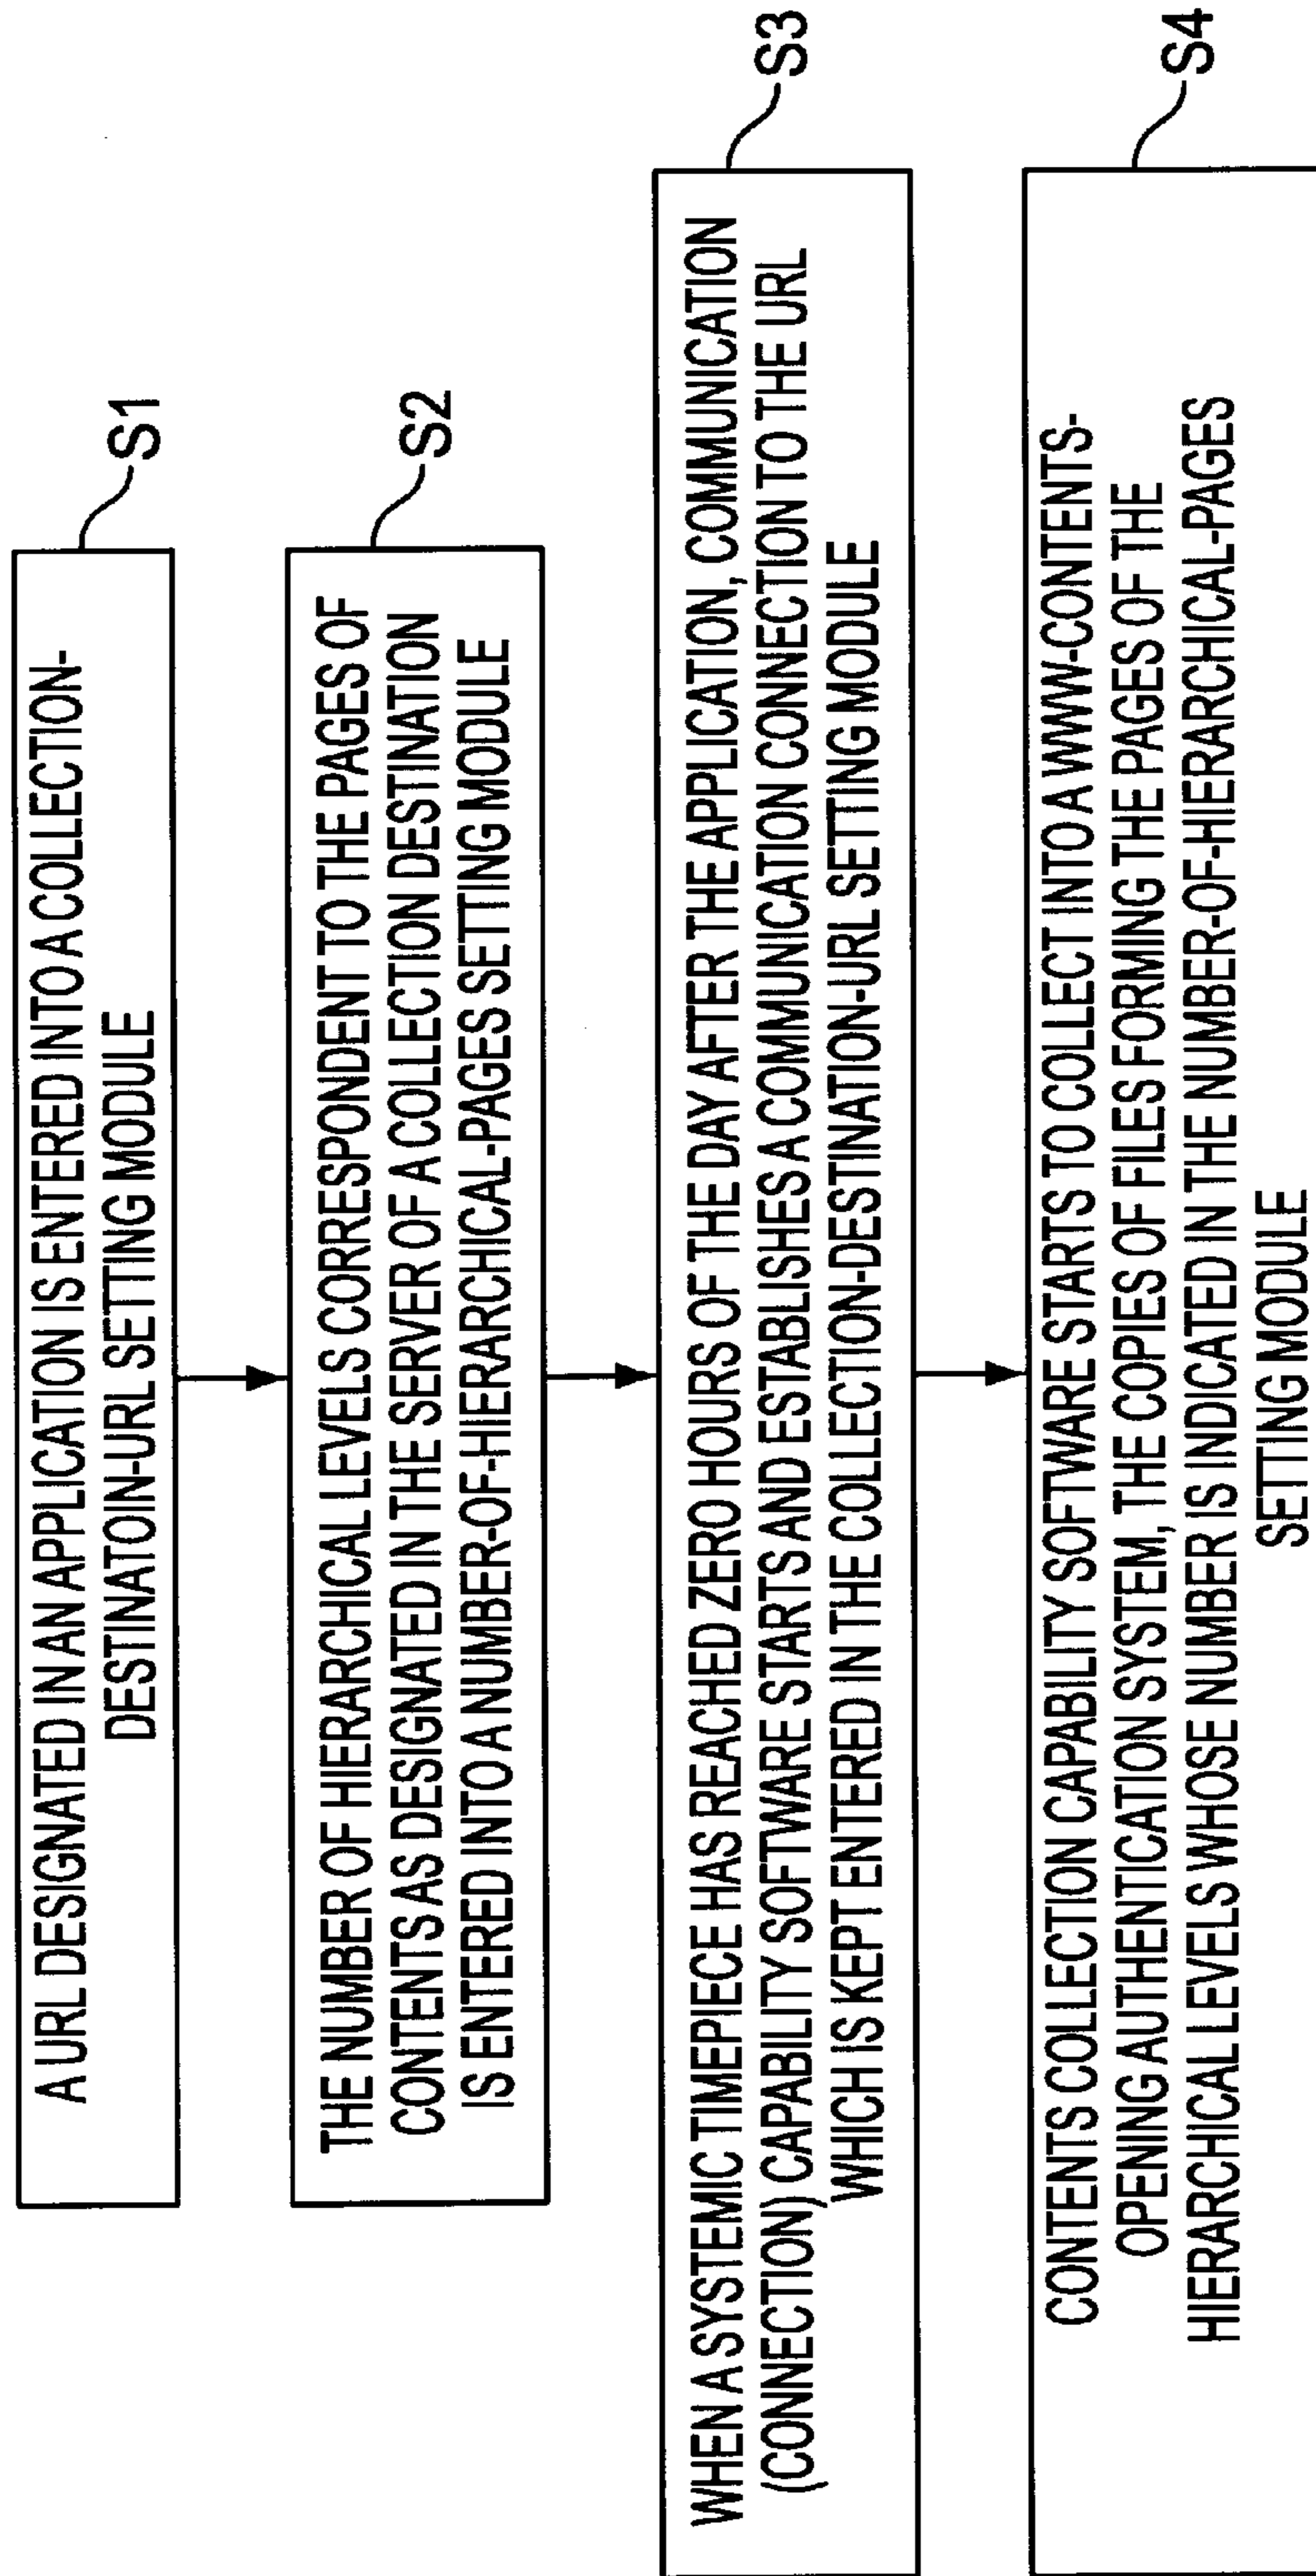 A URL DESIGNATED IN AN APPLICATION IS ENTERED INTO A COLLECTION-
DESTINATOIN-URL SETTING MODULE
S1
THE NUMBER OF HIERARCHICAL LEVELS CORRESPONDENT TO THE PAGES OF
CONTENTS AS DESIGNATED IN THE SERVER OF A COLLECTION DESTINATION
IS ENTERED INTO A NUMBER-OF-HIERARCHICAL-PAGES SETTING MODULE
S2
WHEN A SYSTEMIC TIMEPIECE HAS REACHED ZERO HOURS OF THE DAY AFTER THE APPLICATION, COMMUNICATION
(CONNECTION) CAPABILITY SOFTWARE STARTS AND ESTABLISHES A COMMUNICATION CONNECTION TO THE URL
WHICH IS KEPT ENTERED IN THE COLLECTION-DESTINATION-URL SETTING MODULE
S3
CONTENTS COLLECTION CAPABILITY SOFTWARE STARTS TO COLLECT INTO A WWW-CONTENTS-
OPENING AUTHENTICATION SYSTEM, THE COPIES OF FILES FORMING THE PAGES OF THE
HIERARCHICAL LEVELS WHOSE NUMBER IS INDICATED IN THE NUMBER-OF-HIERARCHICAL-PAGES
SETTING MODULE
S4